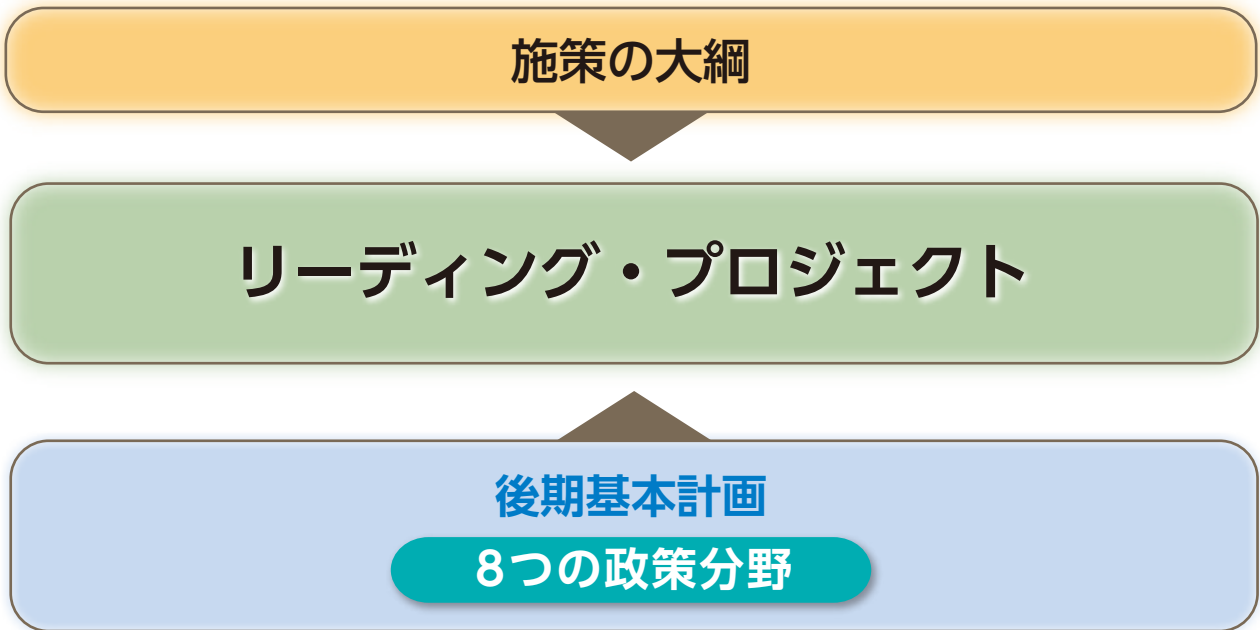 施策の大綱
リーディング・プロジェクト
後期基本計画
8つの政策分野